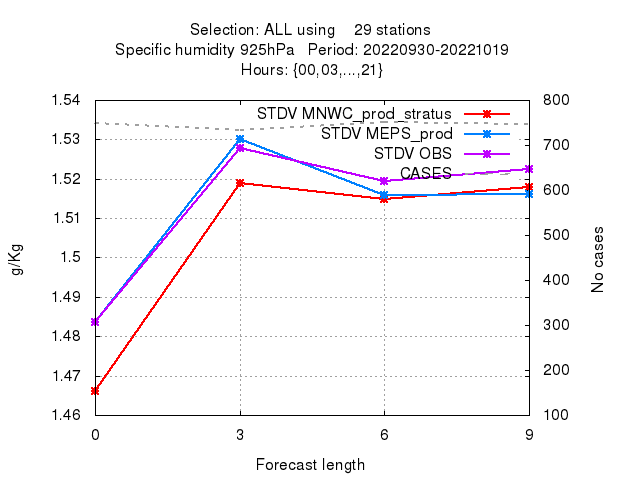 Selection: ALL using    29 stations
Specific humidity 925hPa   Period: 20220930-20221019
Hours: {00,03,...,21}
1.54
1.53
1.52
1.51
1.5
1.49
1.48
1.47
1.46
g/Kg
STDV MNWC_prod_stratus
STDV MEPS_prod
STDV OBS
CASES
800
700
600
500
400
300
200
100
No cases
0 3 6 9
Forecast length